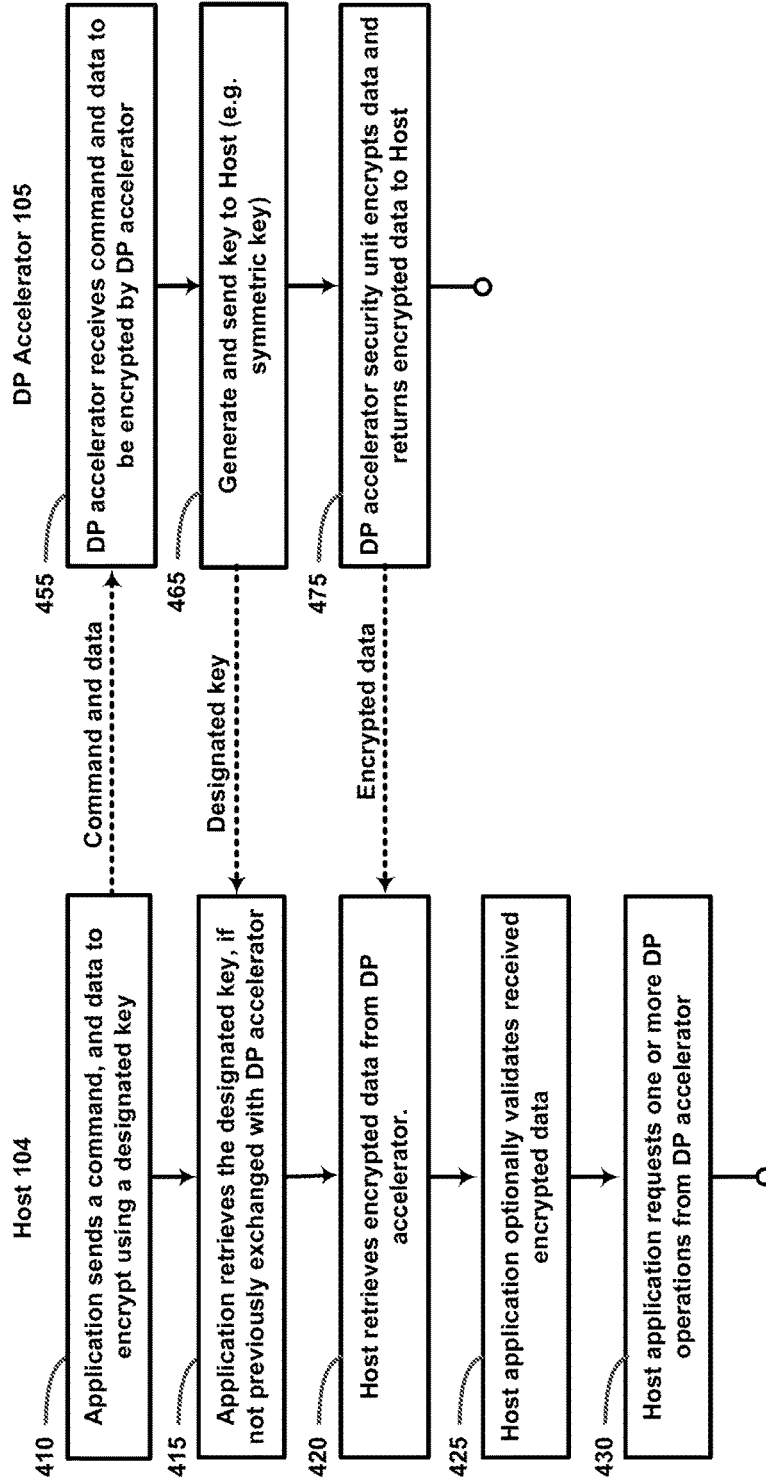 Host 104
DP Accelerator 105
410
Application sends a command, and data to
encrypt using a designated key
Command and data
455
DP accelerator receives command and data to
be encrypted by DP accelerator
415
Application retrieves the designated key, if
not previously exchanged with DP accelerator
Designated key
465
Generate and send key to Host (e.g.
symmetric key)
420
Host retrieves encrypted data from DP
accelerator.
Encrypted data
475
DP accelerator security unit encrypts data and
returns encrypted data to Host
425
Host application optionally validates received
encrypted data
430
Host application requests one or more DP
operations from DP accelerator